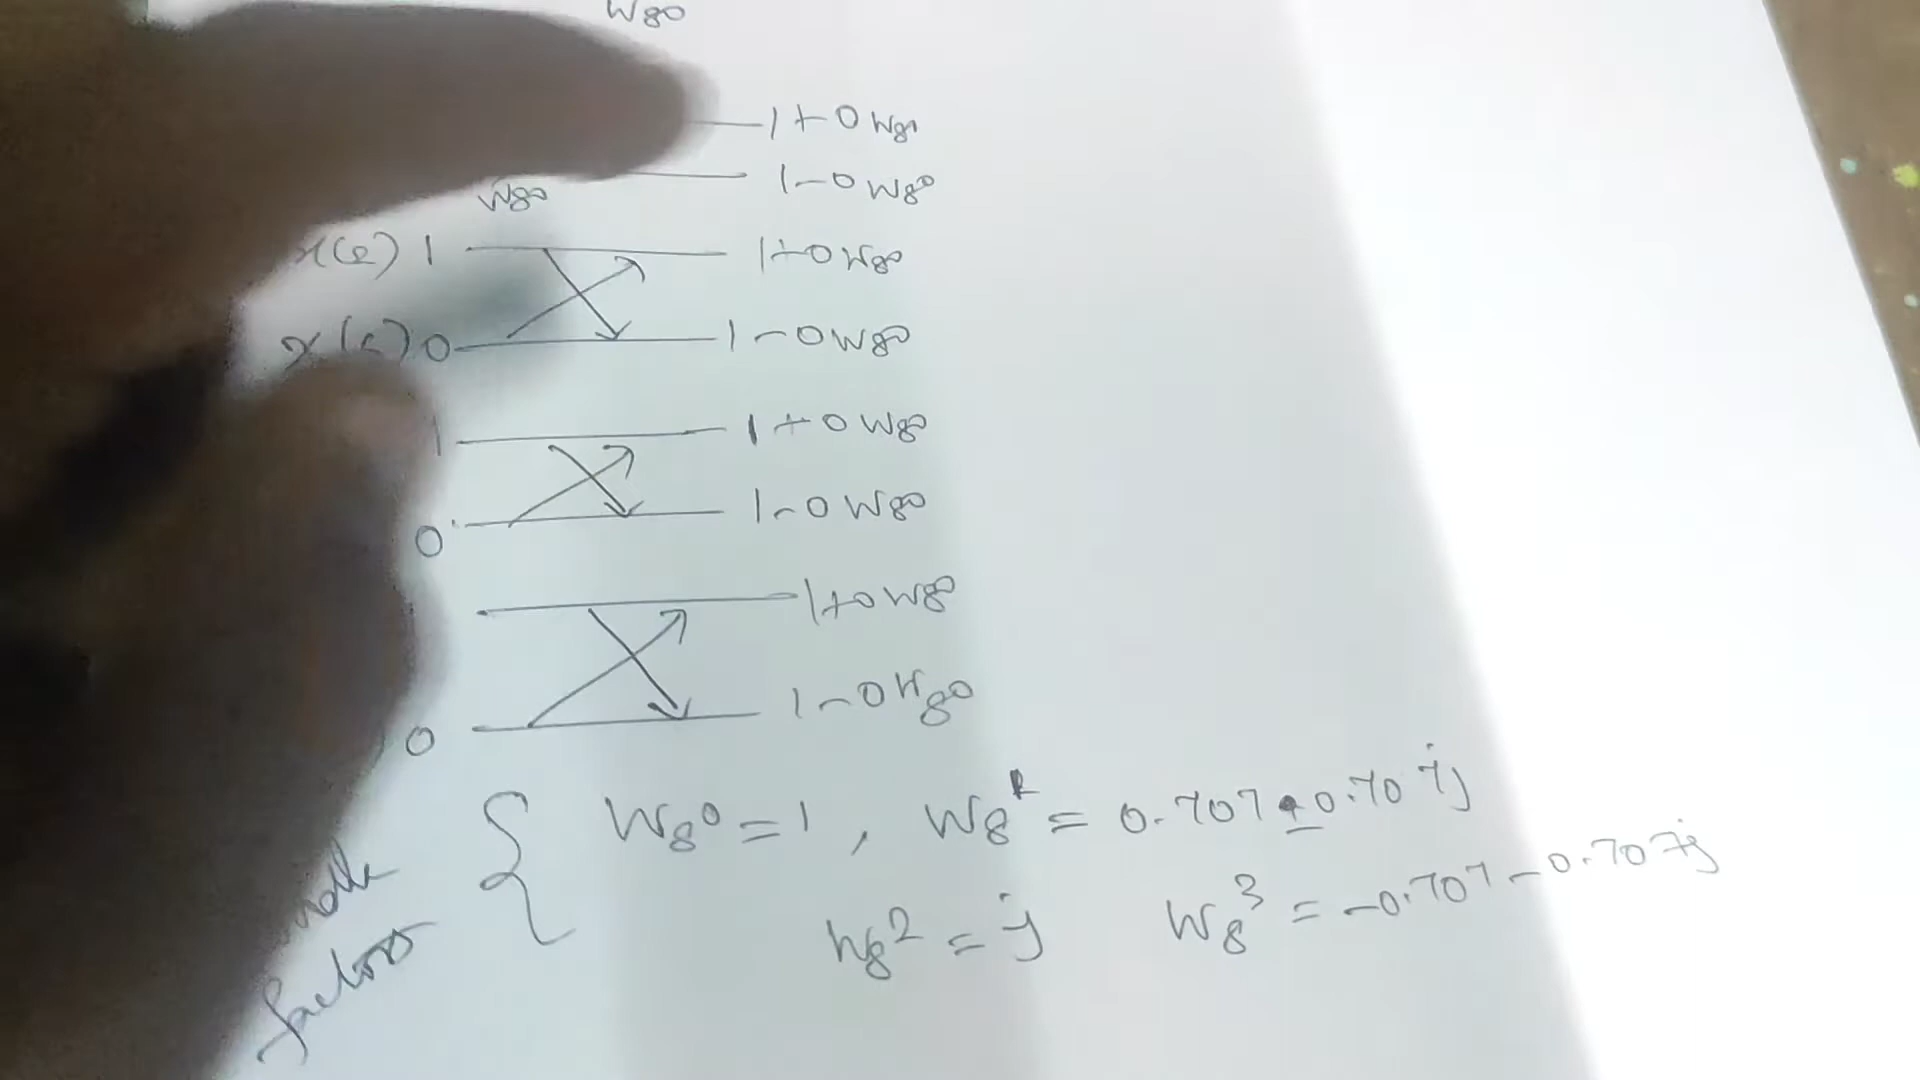 W80
1+0 W80
1-0 W80
W80
x(2) 1 1+0 W80
0 1-0 W80
1 1+0 W80
0 1-0 W80
1+0 W80
0 1-0 W80
W8⁰ = 1 , W8 = 0.707 - 0.707j
W8² = j W8³ = -0.707 - 0.707j
factors